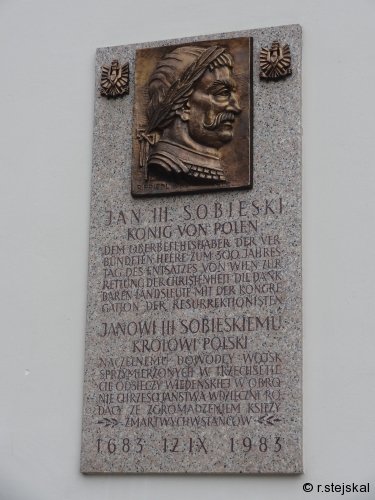 JAN III. SOBIESKI
KÖNIG VON POLEN
DEM OBERBEFEHLSHABER DER VER
BÜNDETEN HEERE ZUM 300 JAHRES
TAG DES ENTSATZES VON WIEN ZUR
RETTUNG DER CHRISTENHEIT DIE DANK
BAREN LANDSLEUTE MIT DER KONGRE
GATION DER RESURREKTIONISTEN
JANOWI III SOBIESKIEMU
KRÓLOWI POLSKI
NACZELNEMU DOWÓDCY WOJSK
SPRZYMIERZONYCH W TRZECHSETLE
CIE ODSIECZY WIEDEŃSKIEJ W OBRO
NIE CHRZEŚCIJAŃSTWA WDZIĘCZNI RO
DACY ZE ZGROMADZENIEM KSIĘŻY
ZMARTWYCHWSTAŃCÓW
1683 12.IX. 1983
© r.stejskal